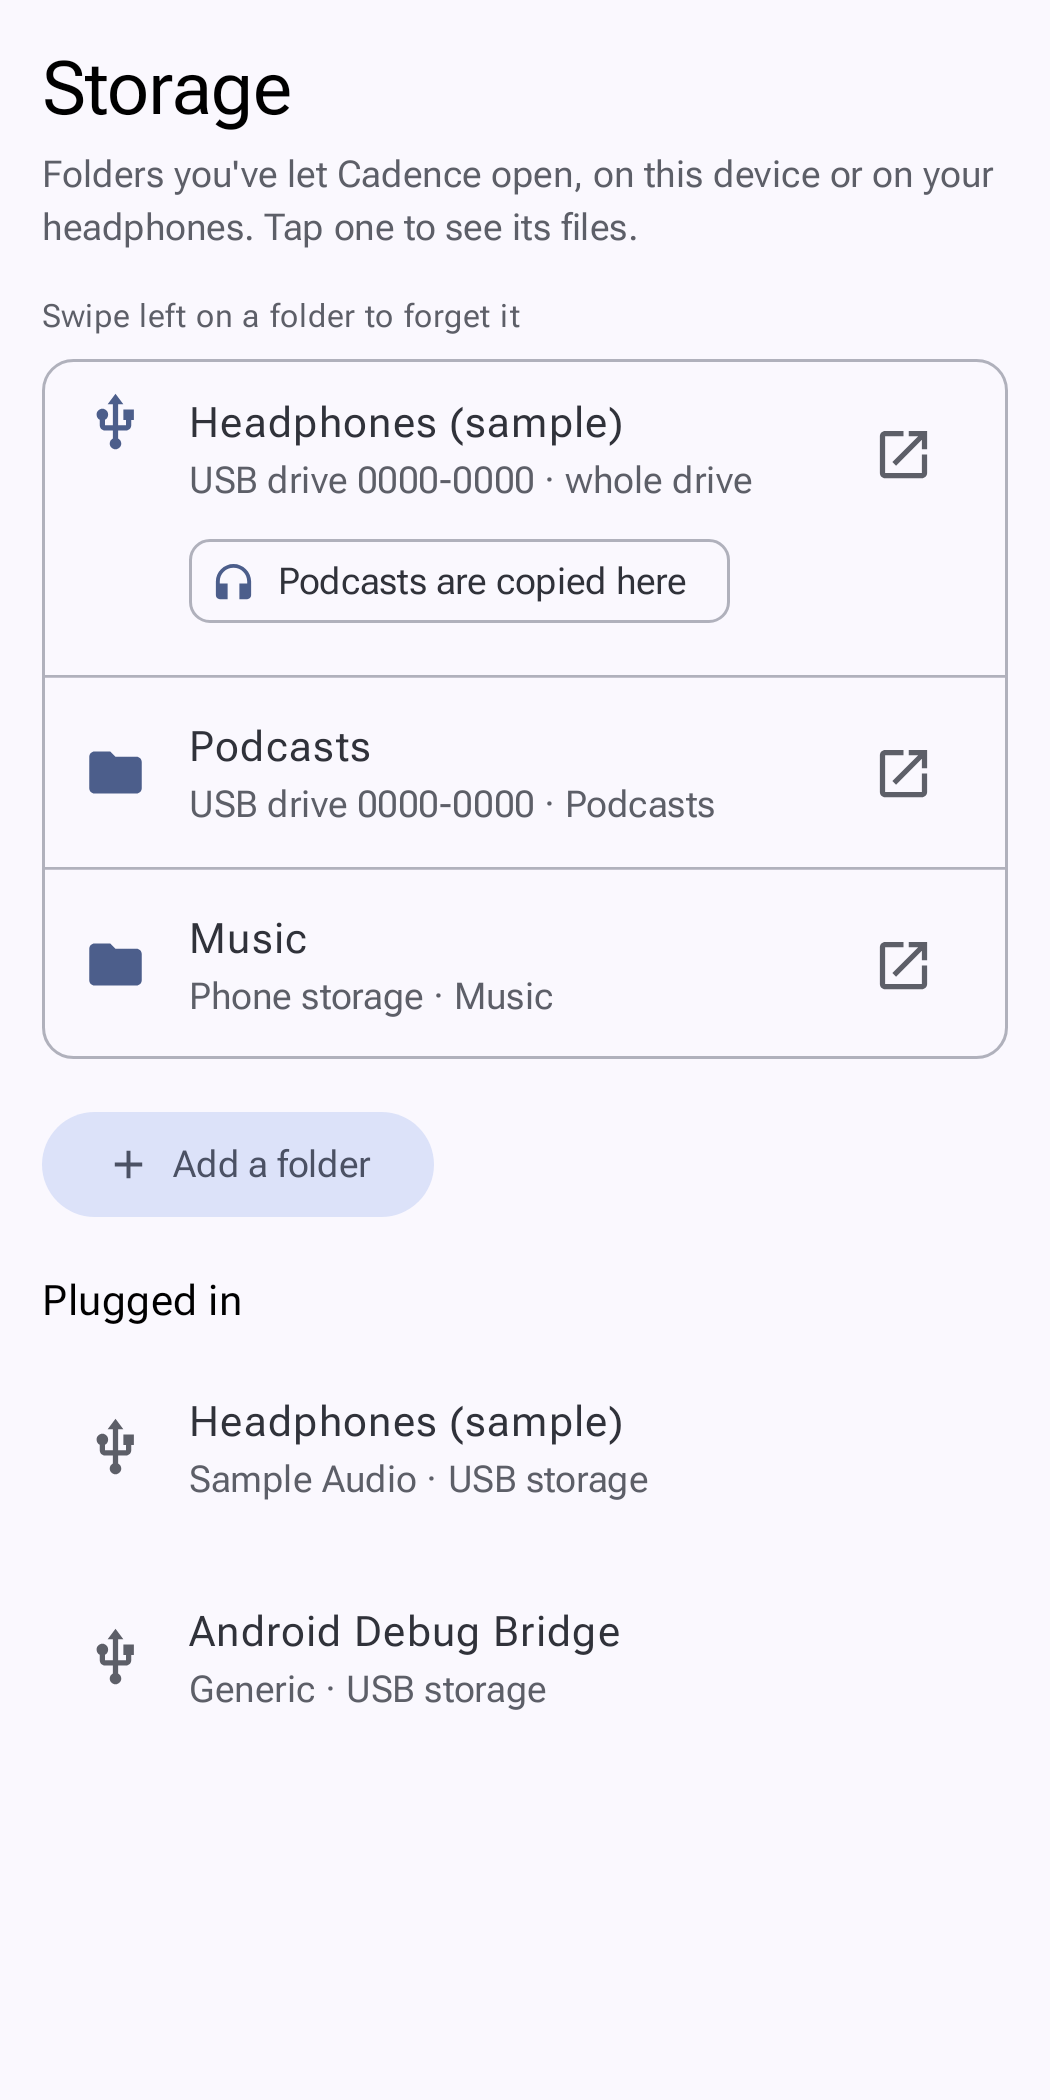 Storage
Folders you've let Cadence open, on this device or on your
headphones. Tap one to see its files.
Swipe left on a folder to forget it
Headphones (sample)
USB drive 0000-0000 · whole drive
Podcasts are copied here
Podcasts
USB drive 0000-0000 · Podcasts
Music
Phone storage · Music
Add a folder
Plugged in
Headphones (sample)
Sample Audio · USB storage
Android Debug Bridge
Generic · USB storage